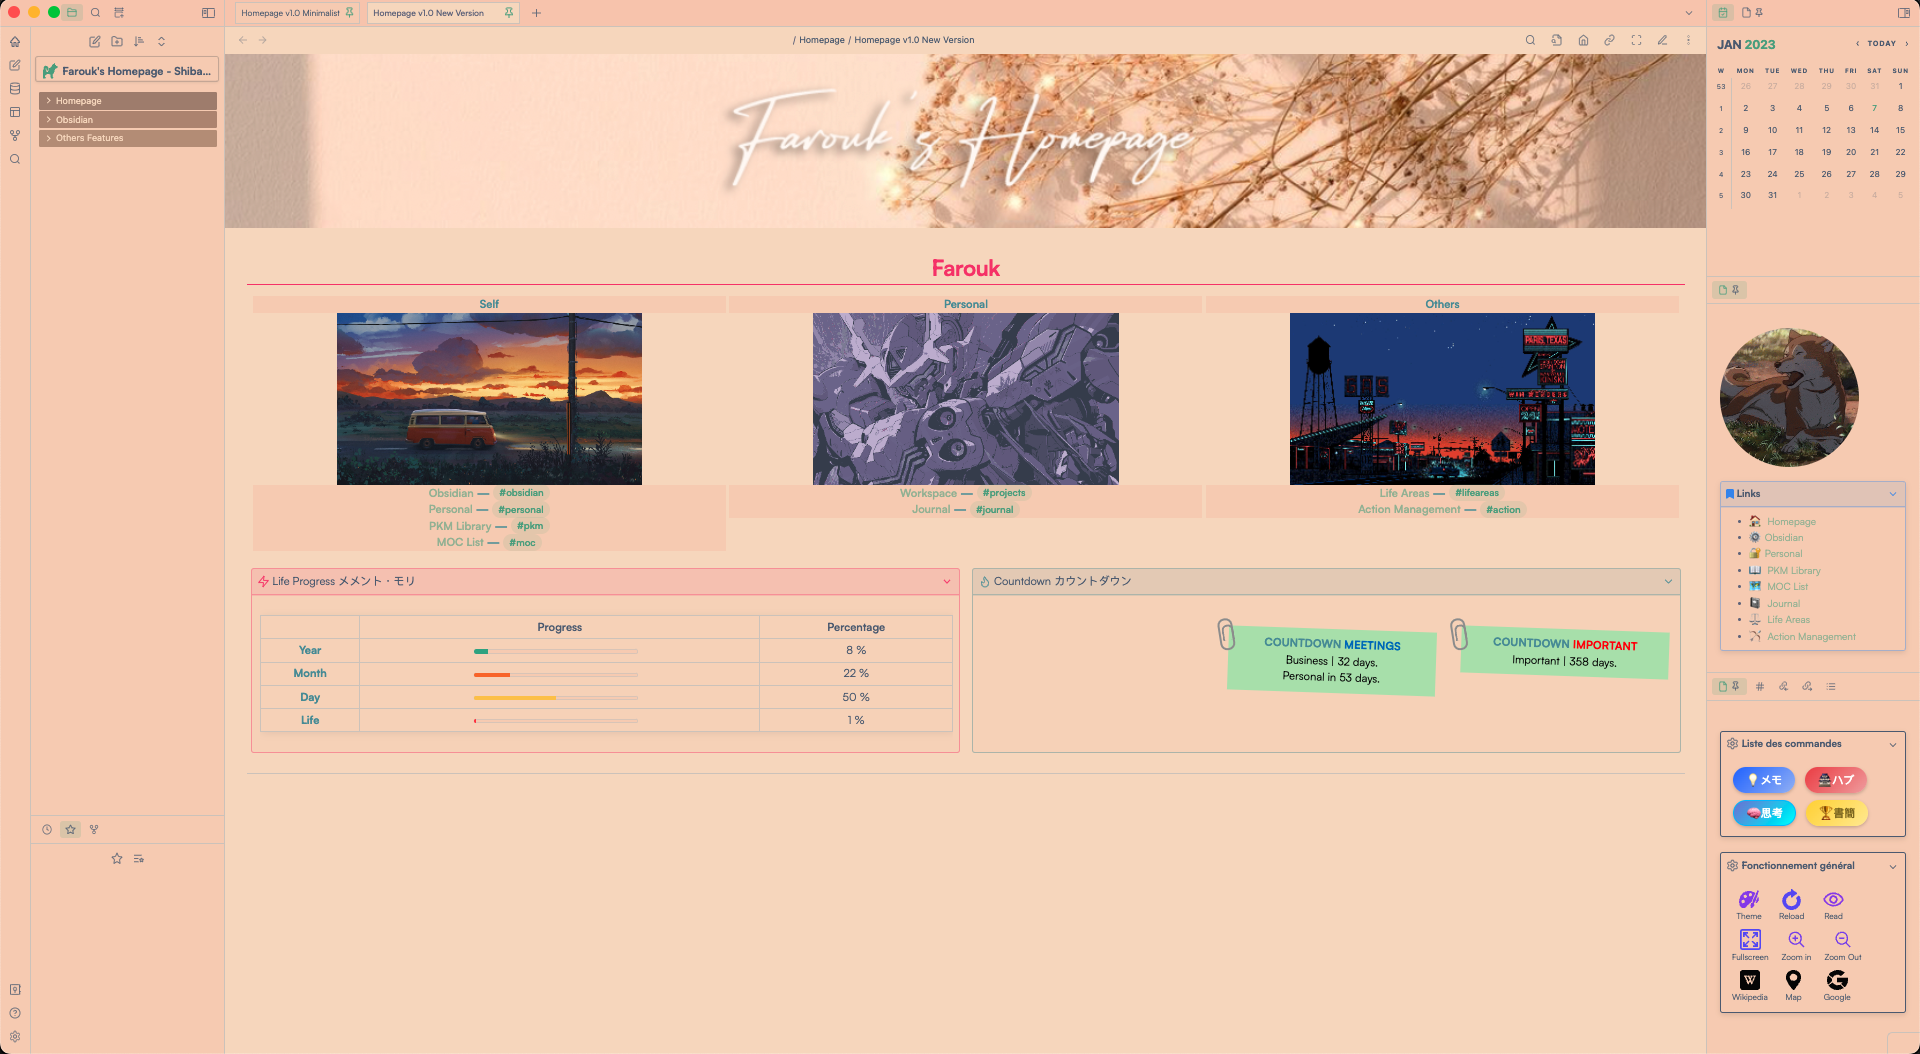 Homepage v1.0 Minimalist
Homepage v1.0 New Version
/ Homepage / Homepage v1.0 New Version
Farouk's Homepage - Shiba...
Homepage
Obsidian
Others Features
Farouk's Homepage
Farouk
Self
Personal
Others
PARIS, TEXAS
Obsidian — #obsidian
Personal — #personal
PKM Library — #pkm
MOC List — #moc
Workspace — #projects
Journal — #journal
Life Areas — #lifeareas
Action Management — #action
Life Progress メメント・モリ
Progress Percentage
Year 8 %
Month 22 %
Day 50 %
Life 1 %
Countdown カウントダウン
COUNTDOWN MEETINGS
Business | 32 days.
Personal in 53 days.
COUNTDOWN IMPORTANT
Important | 358 days.
JAN 2023
TODAY
W MON TUE WED THU FRI SAT SUN
53 26 27 28 29 30 31 1
1 2 3 4 5 6 7 8
2 9 10 11 12 13 14 15
3 16 17 18 19 20 21 22
4 23 24 25 26 27 28 29
5 30 31 1 2 3 4 5
Links
Homepage
Obsidian
Personal
PKM Library
MOC List
Journal
Life Areas
Action Management
Liste des commandes
メモ
ハブ
思考
書簡
Fonctionnement général
Theme Reload Read
Fullscreen Zoom in Zoom Out
W
Wikipedia Map Google